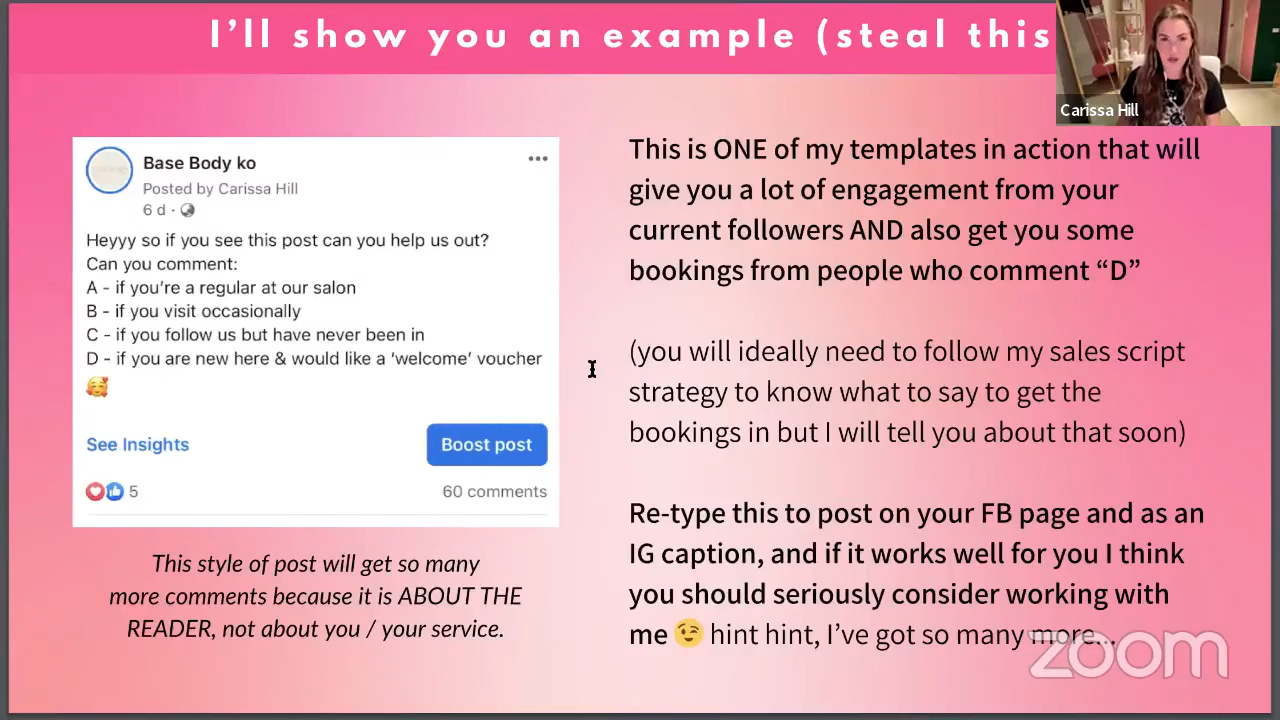 I'll show you an example (steal this
Carissa Hill
Base Body ko
Posted by Carissa Hill
6 d ·
Heyyy so if you see this post can you help us out?
Can you comment:
A - if you're a regular at our salon
B - if you visit occasionally
C - if you follow us but have never been in
D - if you are new here & would like a 'welcome' voucher
🥰
See Insights
Boost post
5
60 comments
This style of post will get so many
more comments because it is ABOUT THE
READER, not about you / your service.
This is ONE of my templates in action that will
give you a lot of engagement from your
current followers AND also get you some
bookings from people who comment “D”
(you will ideally need to follow my sales script
strategy to know what to say to get the
bookings in but I will tell you about that soon)
Re-type this to post on your FB page and as an
IG caption, and if it works well for you I think
you should seriously consider working with
me 😉 hint hint, I've got so many more...
zoom